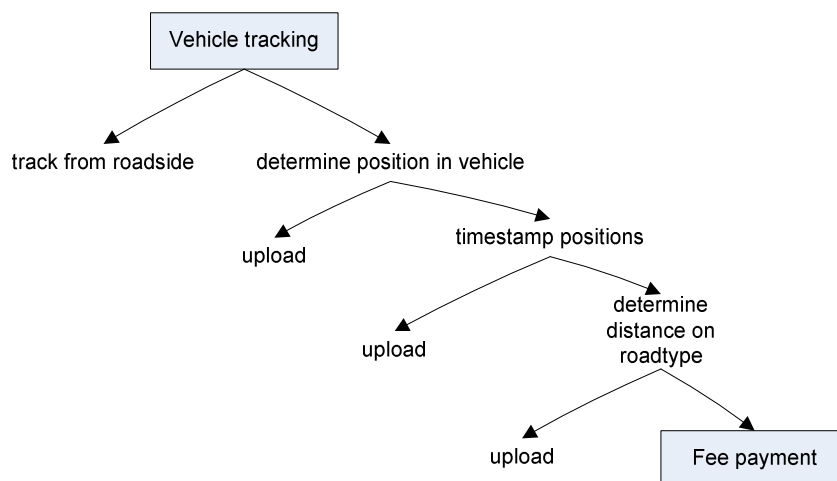 Vehicle tracking
track from roadside
determine position in vehicle
upload
timestamp positions
upload
determine
distance on
roadtype
upload
Fee payment